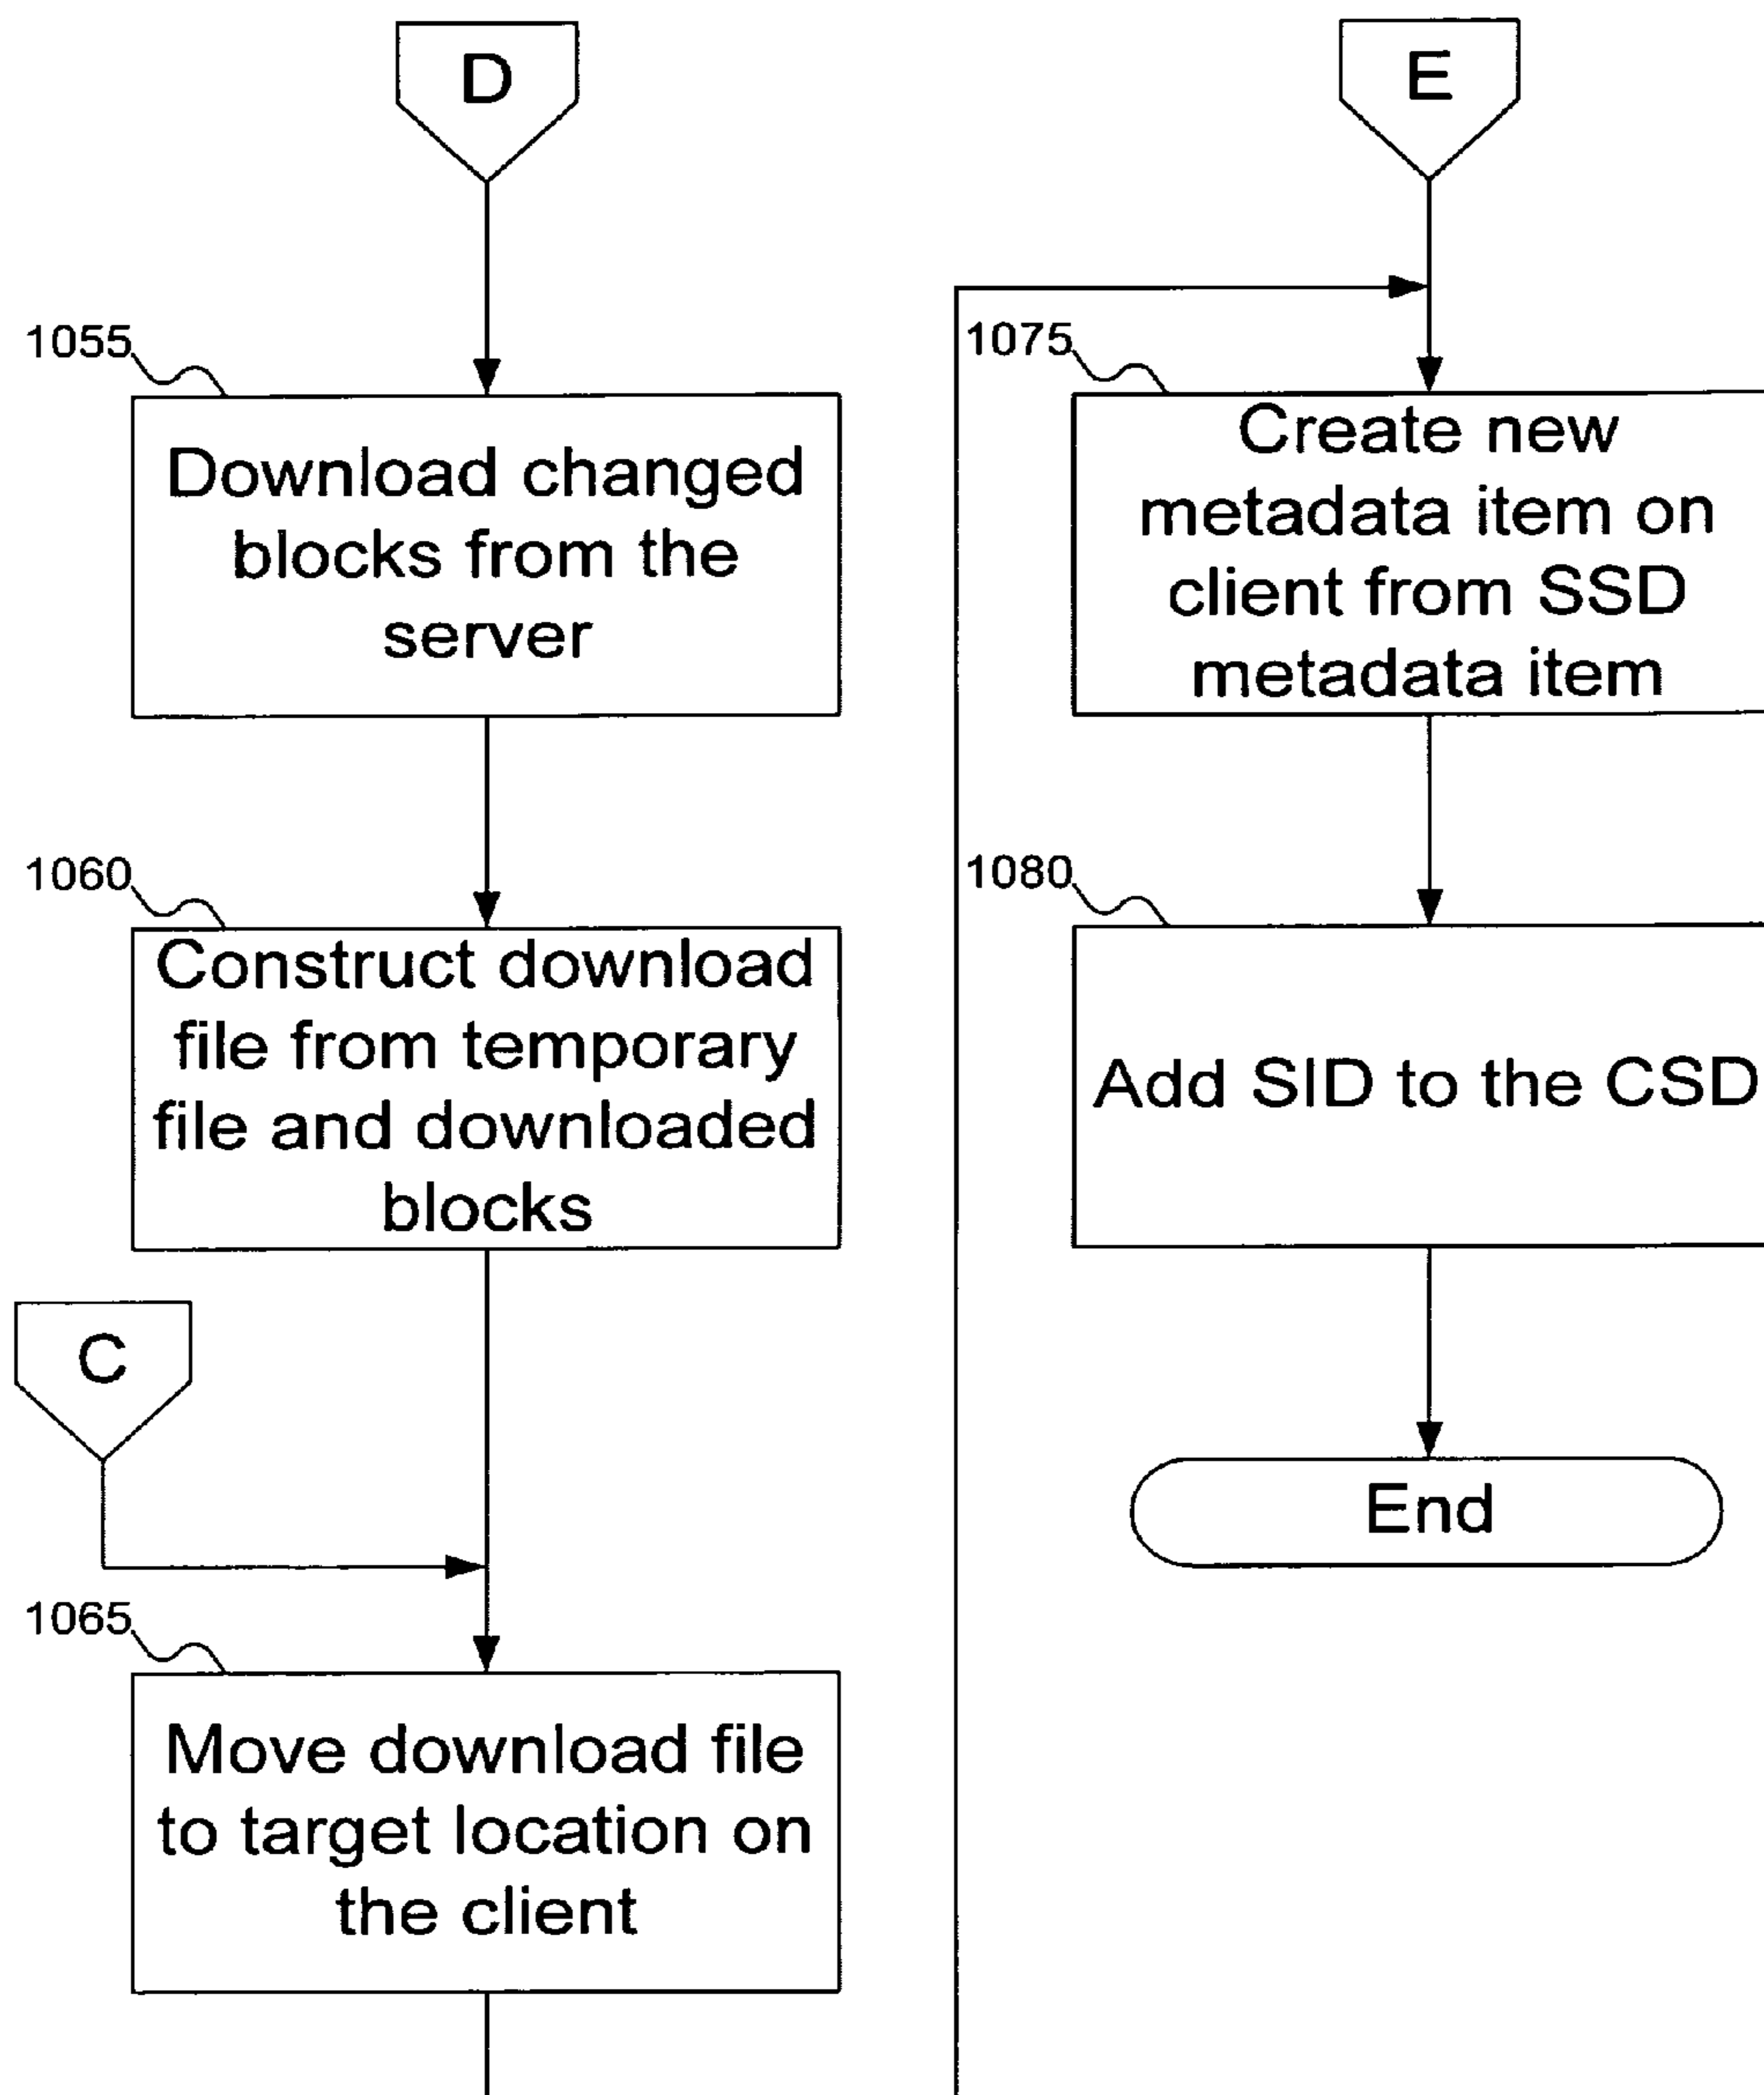 D
1055
Download changed
blocks from the
server
1060
Construct download
file from temporary
file and downloaded
blocks
C
1065
Move download file
to target location on
the client
E
1075
Create new
metadata item on
client from SSD
metadata item
1080
Add SID to the CSD
End